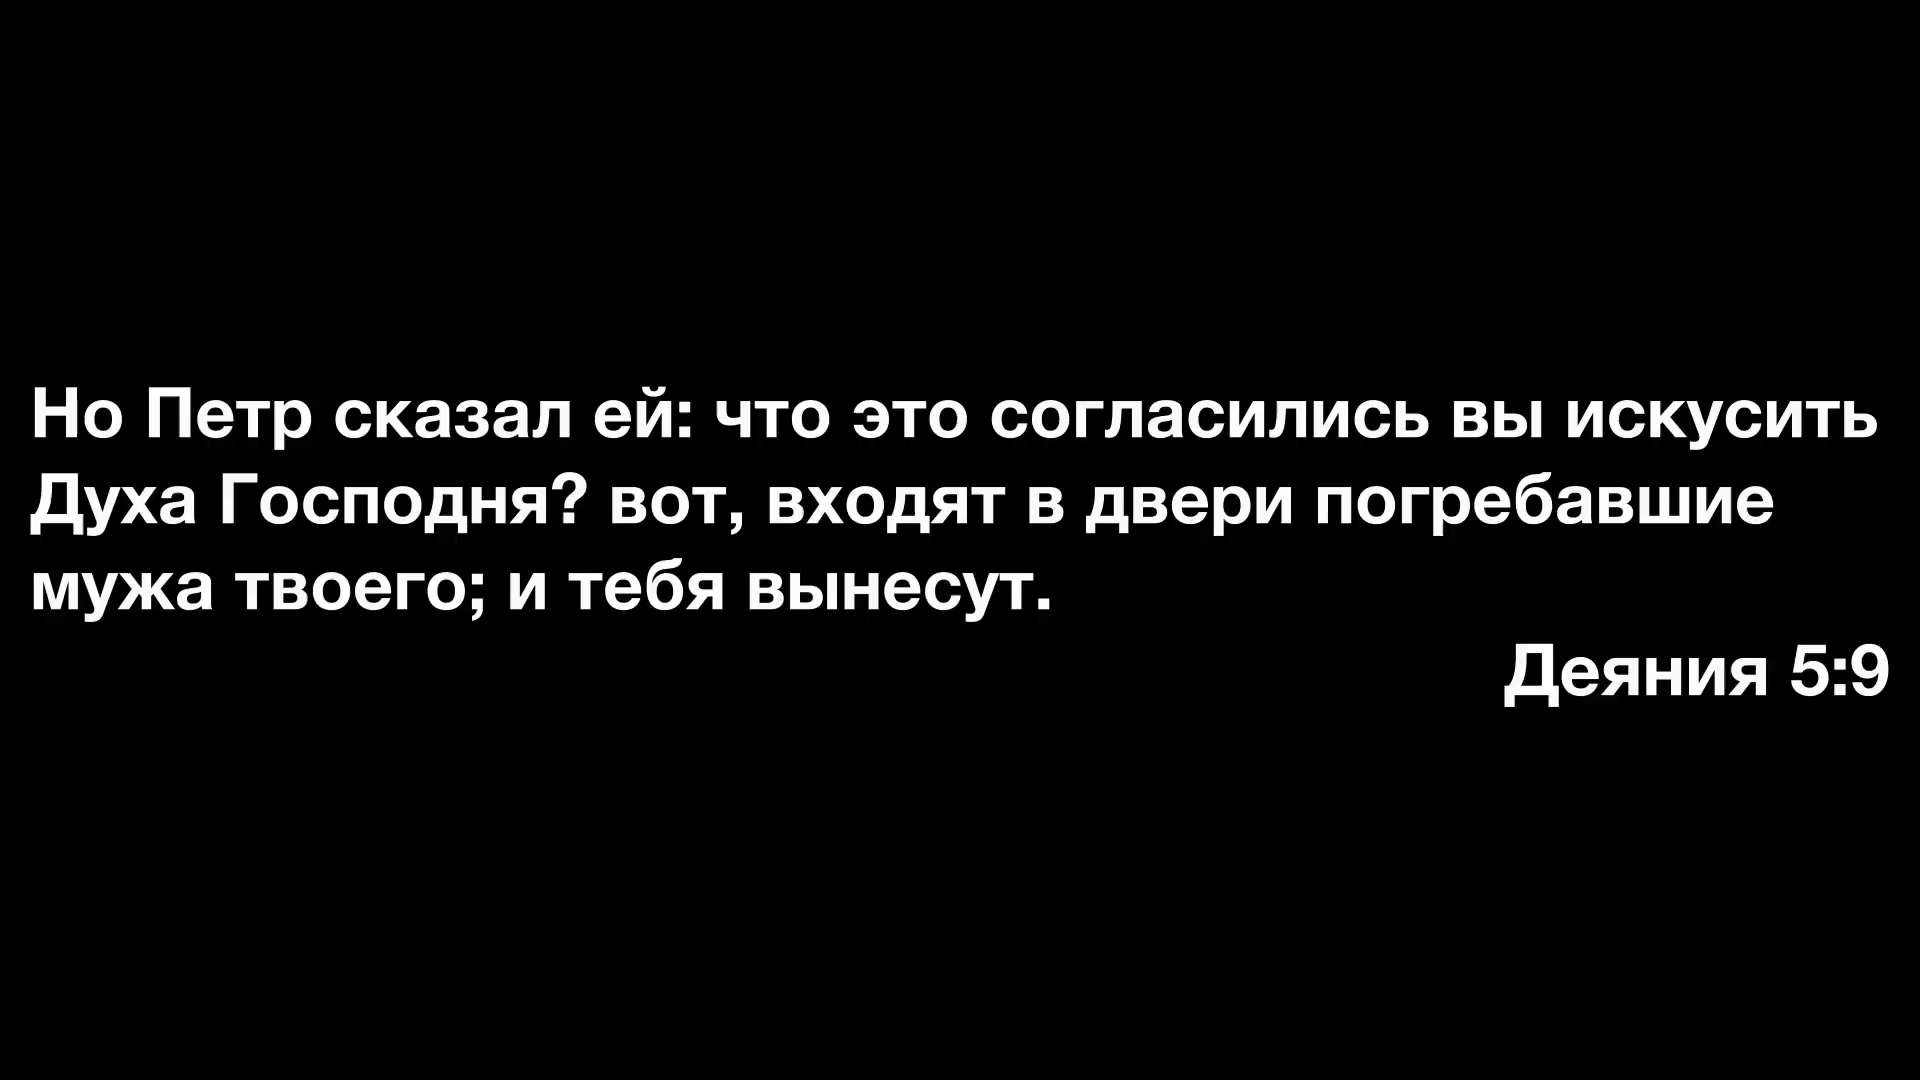 Но Петр сказал ей: что это согласились вы искусить
Духа Господня? вот, входят в двери погребавшие
мужа твоего; и тебя вынесут.
Деяния 5:9